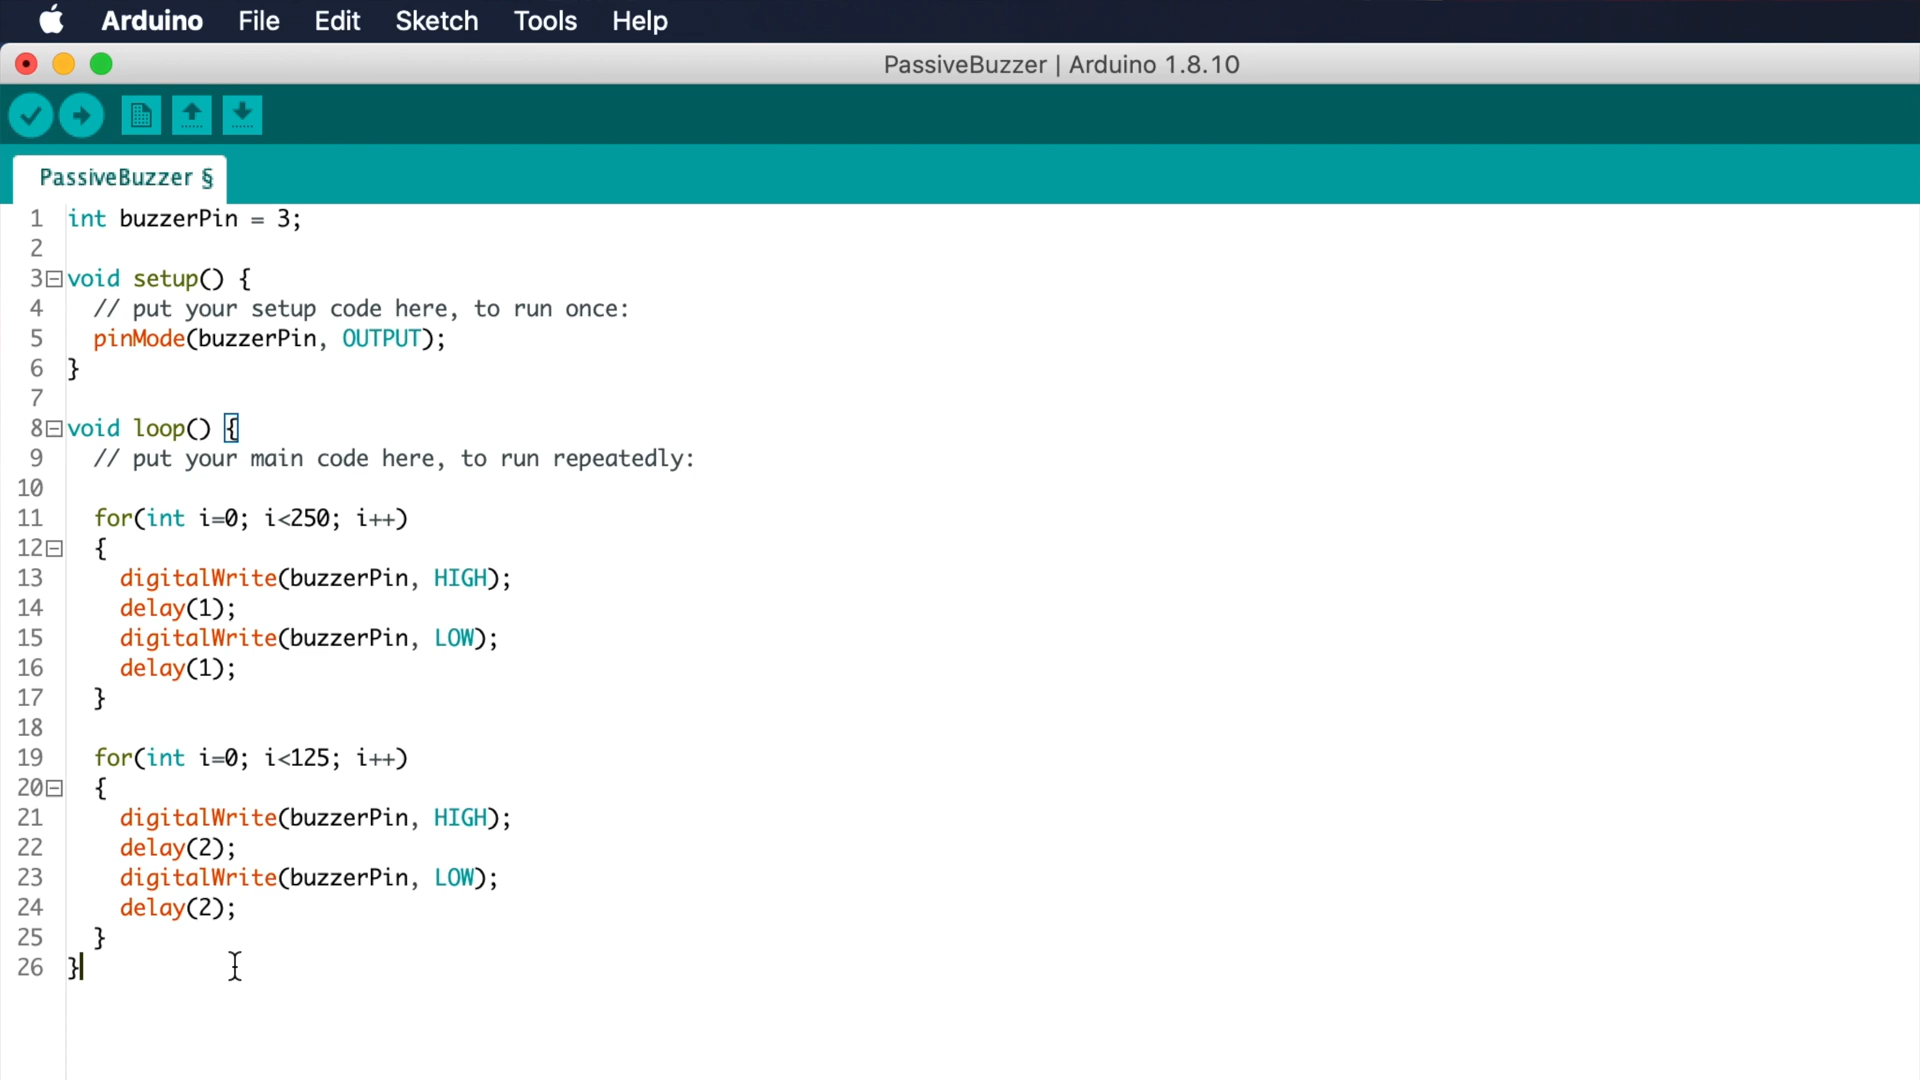 Arduino File Edit Sketch Tools Help
PassiveBuzzer | Arduino 1.8.10
PassiveBuzzer §
1 int buzzerPin = 3;
2
3 void setup() {
4 // put your setup code here, to run once:
5 pinMode(buzzerPin, OUTPUT);
6 }
7
8 void loop() {
9 // put your main code here, to run repeatedly:
10
11 for(int i=0; i<250; i++)
12 {
13 digitalWrite(buzzerPin, HIGH);
14 delay(1);
15 digitalWrite(buzzerPin, LOW);
16 delay(1);
17 }
18
19 for(int i=0; i<125; i++)
20 {
21 digitalWrite(buzzerPin, HIGH);
22 delay(2);
23 digitalWrite(buzzerPin, LOW);
24 delay(2);
25 }
26 }